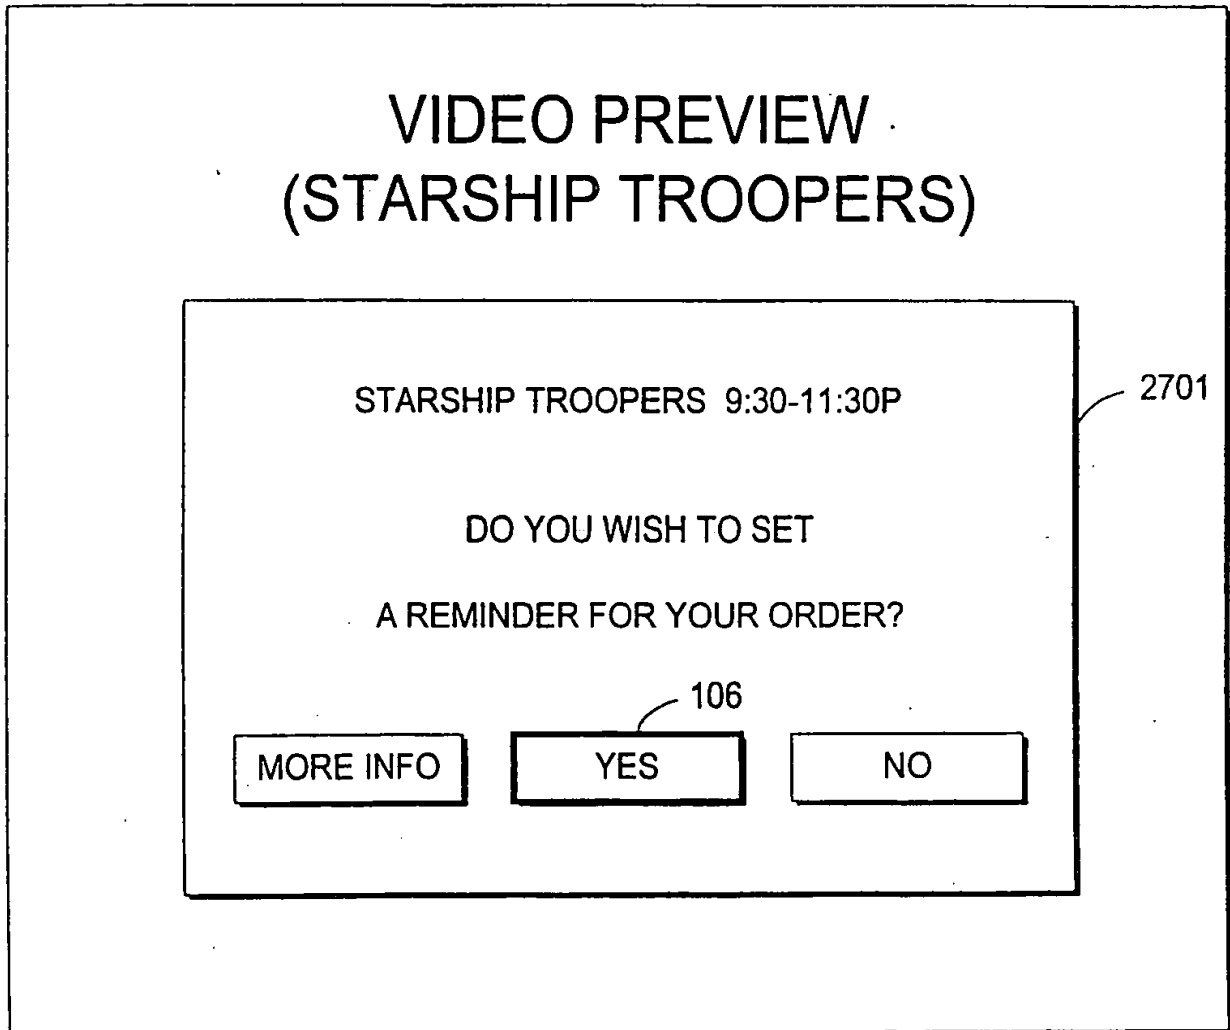 VIDEO PREVIEW
(STARSHIP TROOPERS)
STARSHIP TROOPERS 9:30-11:30P
2701
DO YOU WISH TO SET
A REMINDER FOR YOUR ORDER?
106
MORE INFO
YES
NO